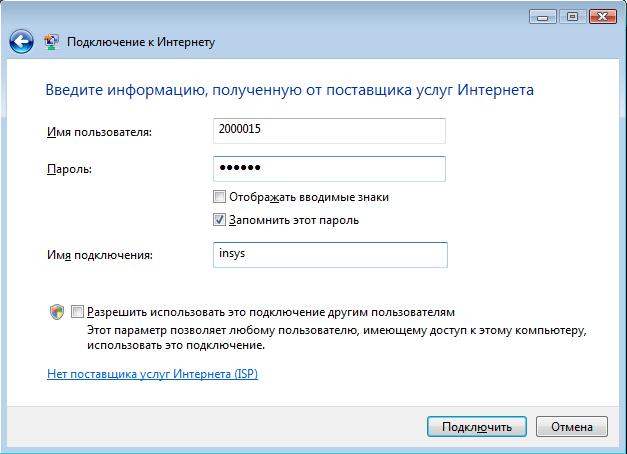 Подключение к Интернету
Введите информацию, полученную от поставщика услуг Интернета
Имя пользователя:
2000015
Пароль:
●●●●●●
Отображать вводимые знаки
Запомнить этот пароль
Имя подключения:
insys
Разрешить использовать это подключение другим пользователям
Этот параметр позволяет любому пользователю, имеющему доступ к этому компьютеру,
использовать это подключение.
Нет поставщика услуг Интернета (ISP)
Подключить
Отмена